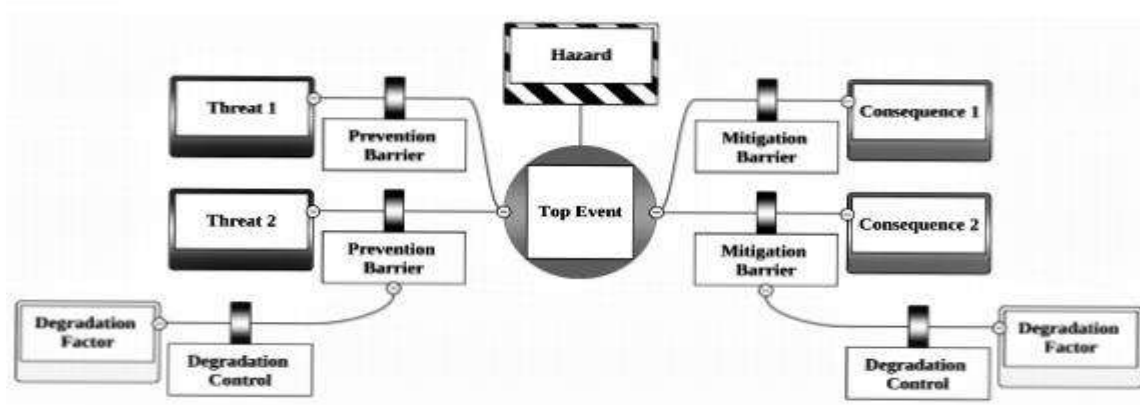 Hazard
Threat 1
Prevention
Barrier
Mitigation
Barrier
Consequence 1
Threat 2
Prevention
Barrier
Top Event
Mitigation
Barrier
Consequence 2
Degradation
Factor
Degradation
Control
Degradation
Control
Degradation
Factor